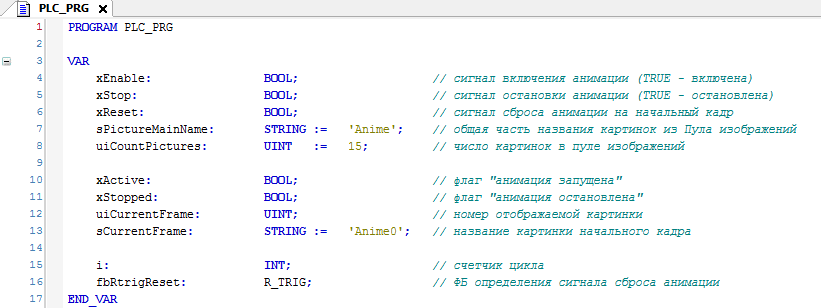 PLC_PRG
1 PROGRAM PLC_PRG
2
3 VAR
4 xEnable: BOOL; // сигнал включения анимации (TRUE - включена)
5 xStop: BOOL; // сигнал остановки анимации (TRUE - остановлена)
6 xReset: BOOL; // сигнал сброса анимации на начальный кадр
7 sPictureMainName: STRING := 'Anime'; // общая часть названия картинок из Пула изображений
8 uiCountPictures: UINT := 15; // число картинок в пуле изображений
9
10 xActive: BOOL; // флаг "анимация запущена"
11 xStopped: BOOL; // флаг "анимация остановлена"
12 uiCurrentFrame: UINT; // номер отображаемой картинки
13 sCurrentFrame: STRING := 'Anime0'; // название картинки начального кадра
14
15 i: INT; // счетчик цикла
16 fbRtrigReset: R_TRIG; // ФБ определения сигнала сброса анимации
17 END_VAR